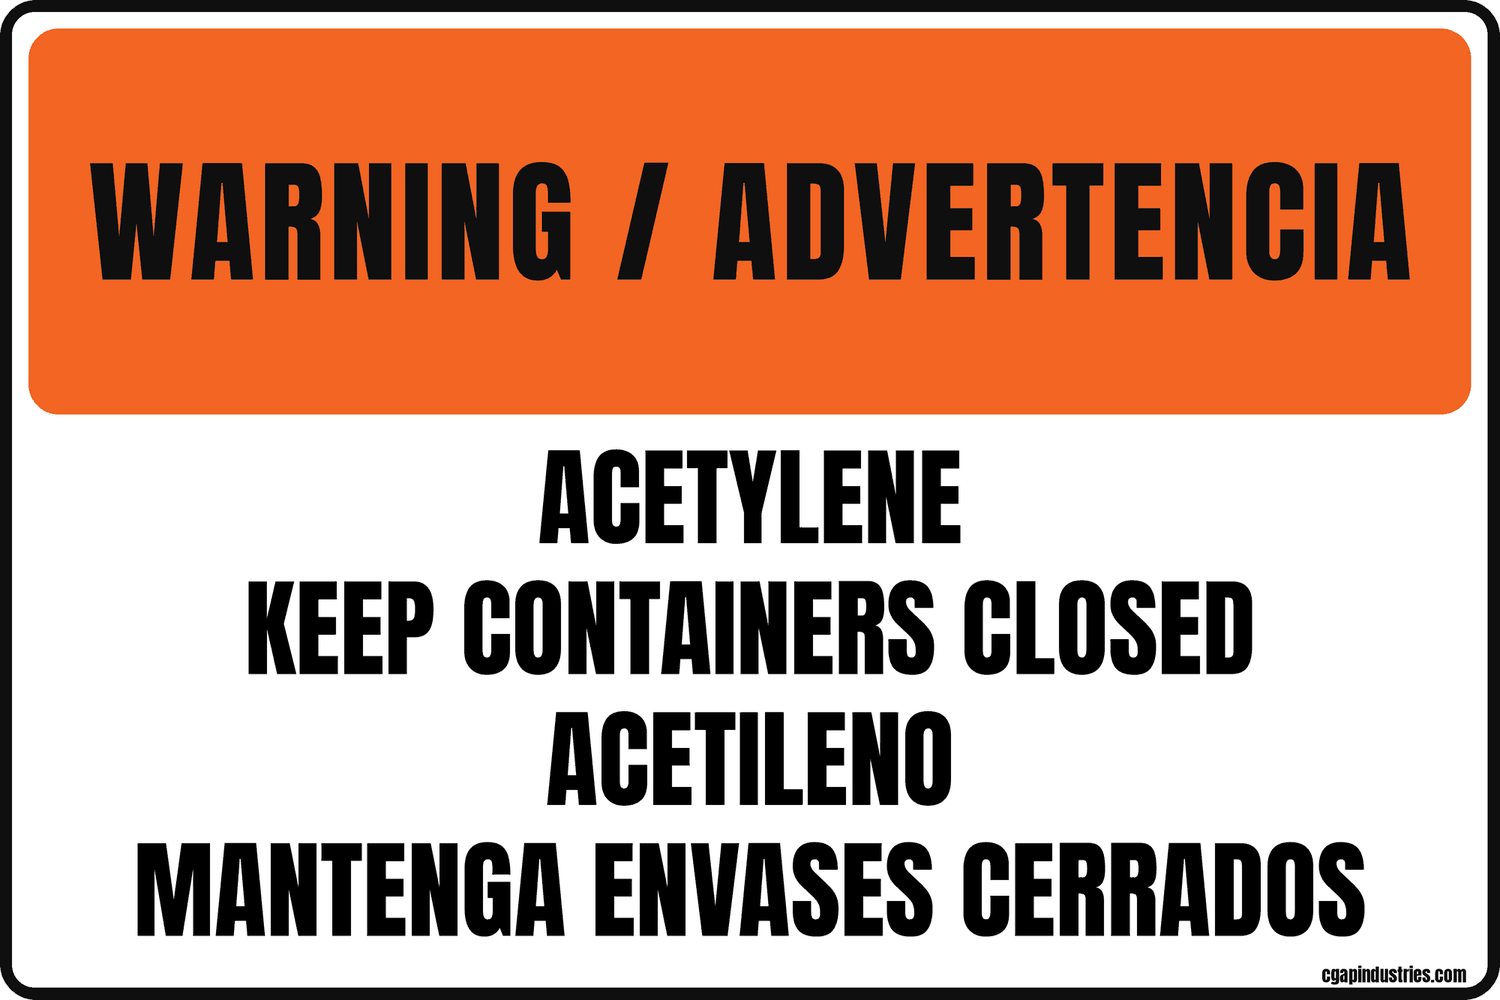 WARNING / ADVERTENCIA
ACETYLENE
KEEP CONTAINERS CLOSED
ACETILENO
MANTENGA ENVASES CERRADOS
cgapindustries.com